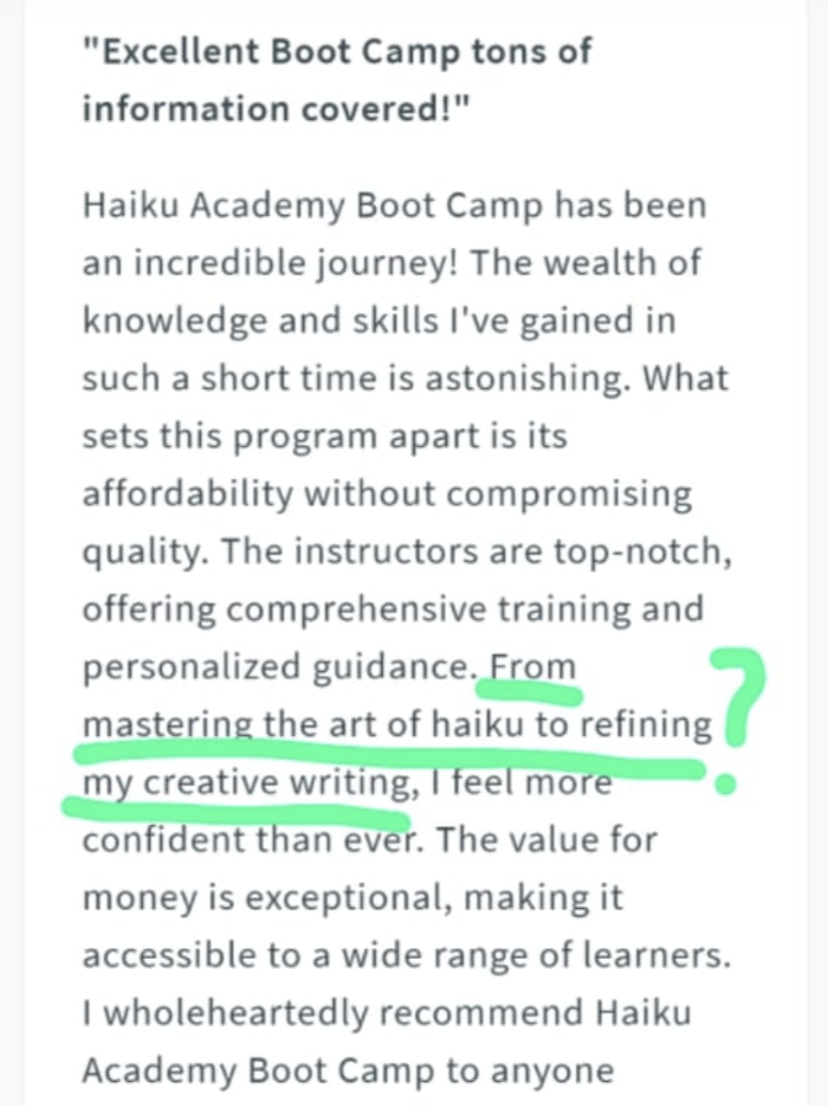 "Excellent Boot Camp tons of
information covered!"
Haiku Academy Boot Camp has been
an incredible journey! The wealth of
knowledge and skills I've gained in
such a short time is astonishing. What
sets this program apart is its
affordability without compromising
quality. The instructors are top-notch,
offering comprehensive training and
personalized guidance. From
mastering the art of haiku to refining
my creative writing, I feel more
confident than ever. The value for
money is exceptional, making it
accessible to a wide range of learners.
I wholeheartedly recommend Haiku
Academy Boot Camp to anyone
?